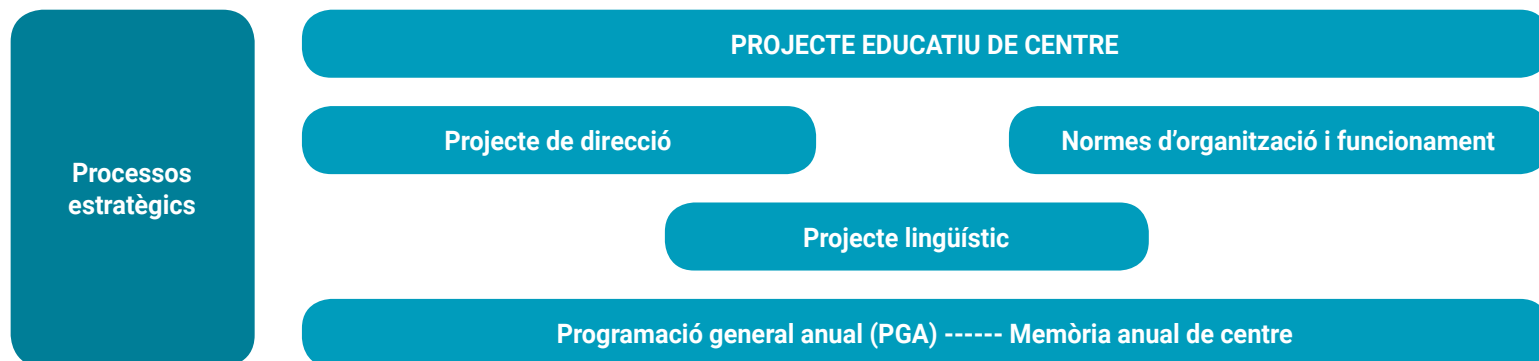 Processos
estratègics
PROJECTE EDUCATIU DE CENTRE
Projecte de direcció
Normes d'organització i funcionament
Projecte lingüístic
Programació general anual (PGA) ------ Memòria anual de centre